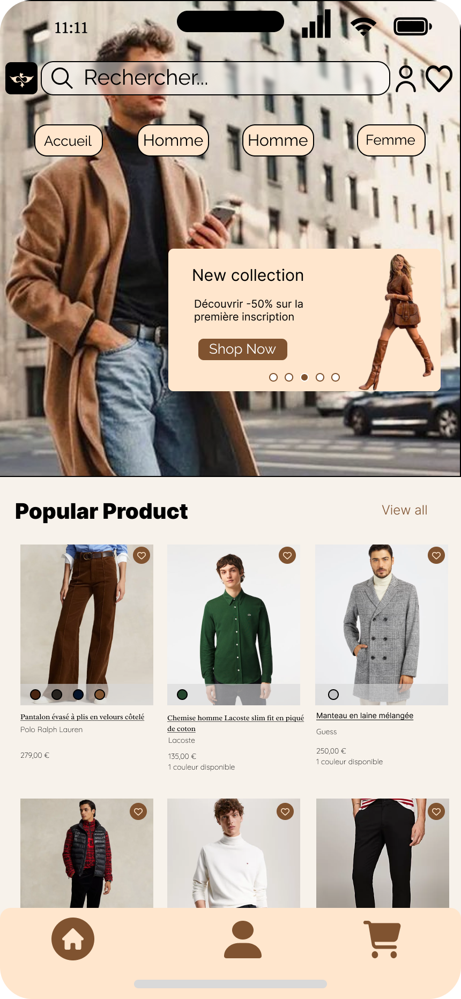 11:11
Rechercher...
Accueil
Homme
Homme
Femme
New collection
Découvrir -50% sur la
première inscription
Shop Now
Popular Product
View all
Pantalon évasé à plis en velours côtelé
Polo Ralph Lauren
279,00 €
Chemise homme Lacoste slim fit en piqué
de coton
Lacoste
135,00 €
1 couleur disponible
Manteau en laine mélangée
Guess
250,00 €
1 couleur disponible